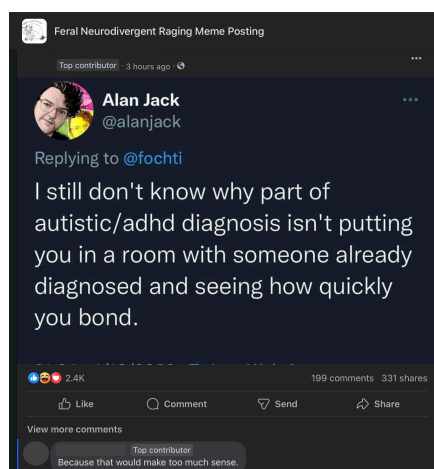 Feral Neurodivergent Raging Meme Posting
Top contributor · 3 hours ago ·
Alan Jack
@alanjack
Replying to @fochti
I still don't know why part of
autistic/adhd diagnosis isn't putting
you in a room with someone already
diagnosed and seeing how quickly
you bond.
2.4K 199 comments 331 shares
Like Comment Send Share
View more comments
Top contributor
Because that would make too much sense.